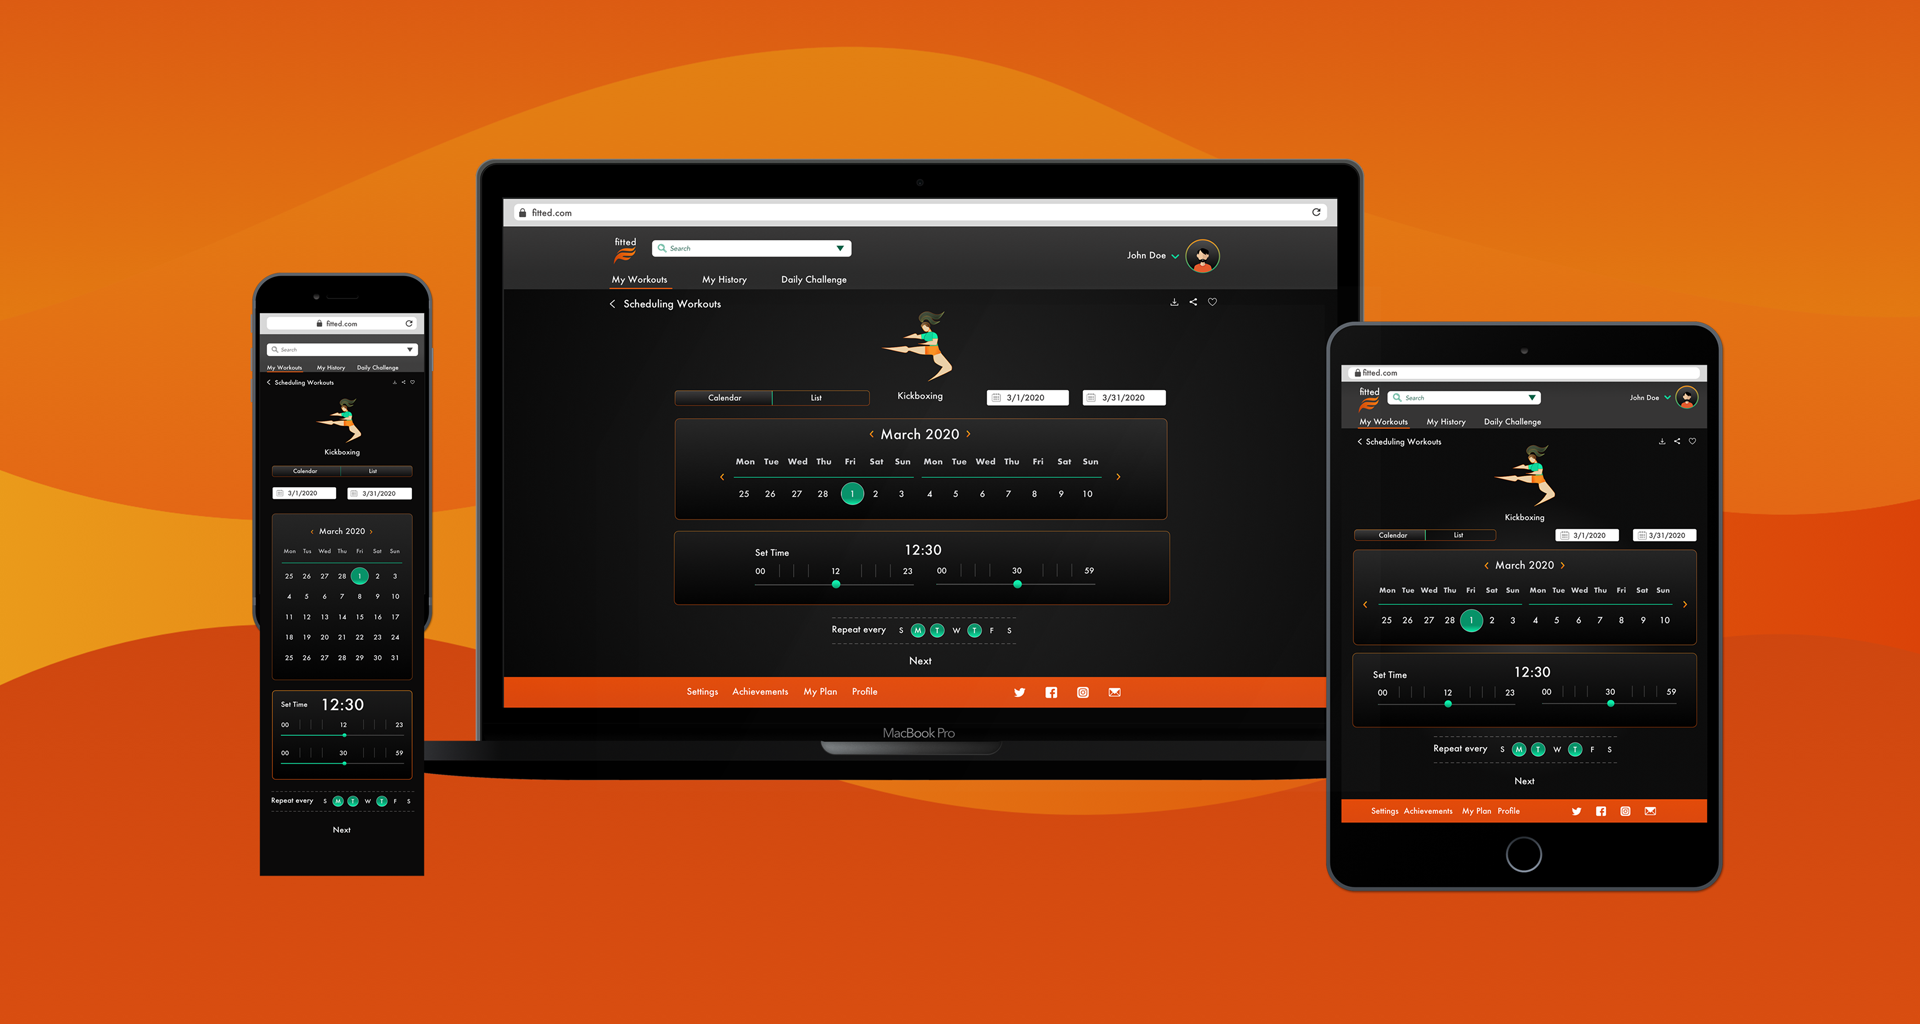 fitted.com
Search
My Workouts My History Daily Challenge
Scheduling Workouts
Kickboxing
Calendar List
3/1/2020 3/31/2020
March 2020
Mon Tus Wed Thu Fri Sat Sun
25 26 27 28 1 2 3
4 5 6 7 8 9 10
11 12 13 14 15 16 17
18 19 20 21 22 23 24
25 26 27 28 29 30 31
Set Time 12:30
00 12 23
00 30 59
Repeat every S M T W T F S
Next
fitted.com
fitted
Search
John Doe
My Workouts My History Daily Challenge
Scheduling Workouts
Calendar List Kickboxing 3/1/2020 3/31/2020
March 2020
Mon Tue Wed Thu Fri Sat Sun Mon Tue Wed Thu Fri Sat Sun
25 26 27 28 1 2 3 4 5 6 7 8 9 10
Set Time 12:30
00 12 23 00 30 59
Repeat every S M T W T F S
Next
Settings Achievements My Plan Profile
MacBook Pro
fitted.com
fitted
Search
John Doe
My Workouts My History Daily Challenge
Scheduling Workouts
Kickboxing
Calendar List 3/1/2020 3/31/2020
March 2020
Mon Tue Wed Thu Fri Sat Sun Mon Tue Wed Thu Fri Sat Sun
25 26 27 28 1 2 3 4 5 6 7 8 9 10
Set Time 12:30
00 12 23 00 30 59
Repeat every S M T W T F S
Next
Settings Achievements My Plan Profile